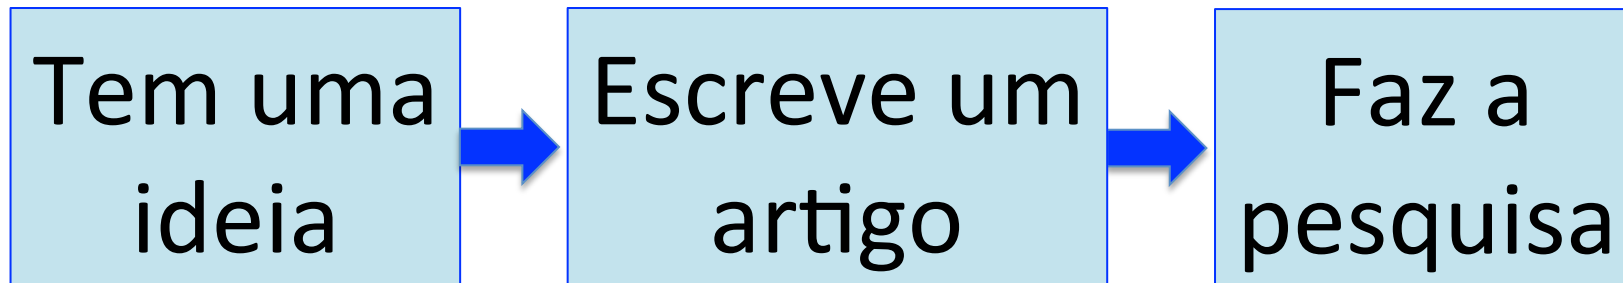 Tem uma
ideia
Escreve um
artigo
Faz a
pesquisa